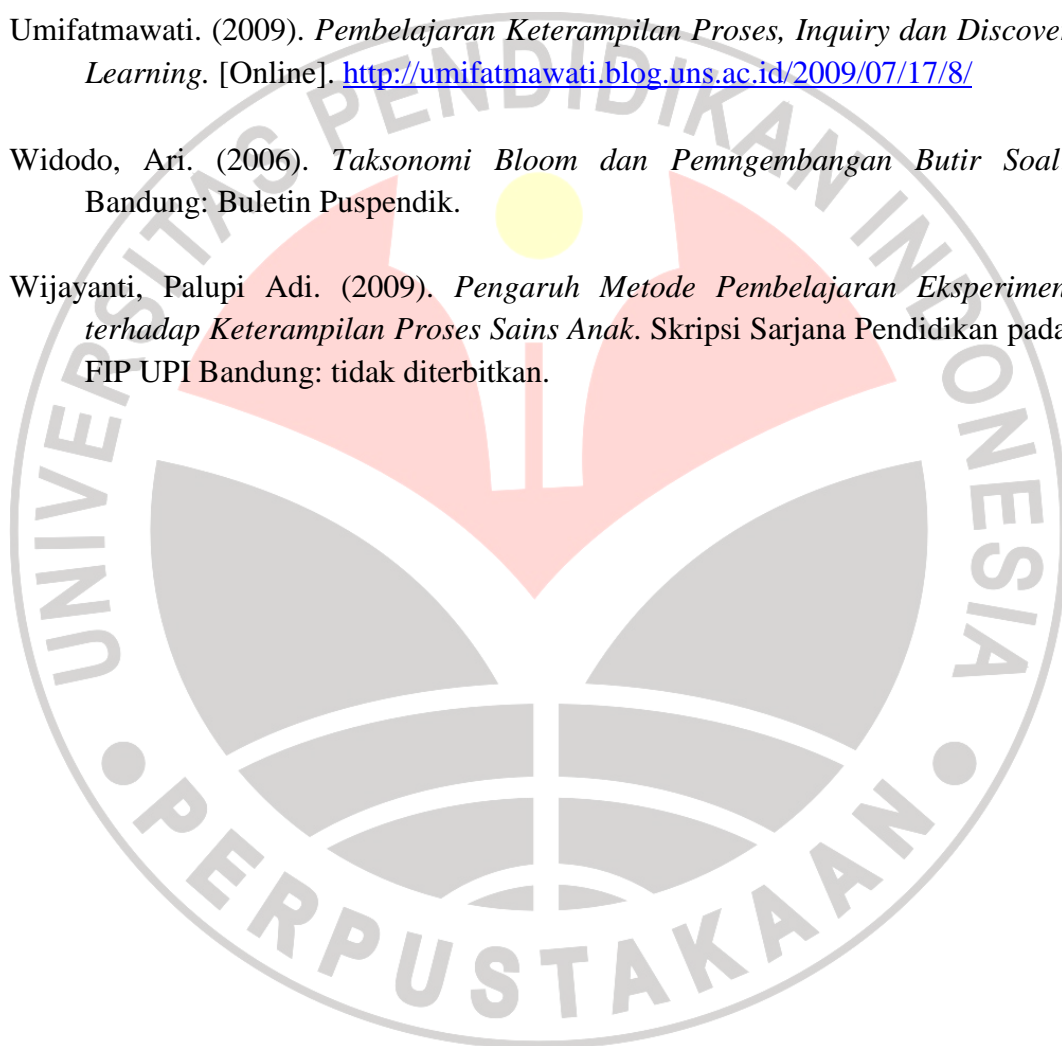 Umifatmawati. (2009). Pembelajaran Keterampilan Proses, Inquiry dan Discove
Learning. [Online]. http://umifatmawati.blog.uns.ac.id/2009/07/17/8/
Widodo, Ari. (2006). Taksonomi Bloom dan Pemngembangan Butir Soal
Bandung: Buletin Puspendik.
Wijayanti, Palupi Adi. (2009). Pengaruh Metode Pembelajaran Eksperimen
terhadap Keterampilan Proses Sains Anak. Skripsi Sarjana Pendidikan pada
FIP UPI Bandung: tidak diterbitkan.
UNIVERSITAS PENDIDIKAN INDONESIA
PERPUSTAKAAN